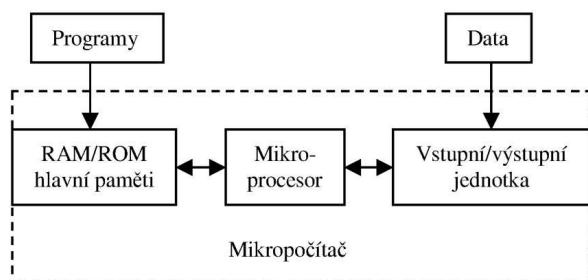 Programy
Data
RAM/ROM
hlavní paměti
Mikro-
procesor
Vstupní/výstupní
jednotka
Mikropočítač